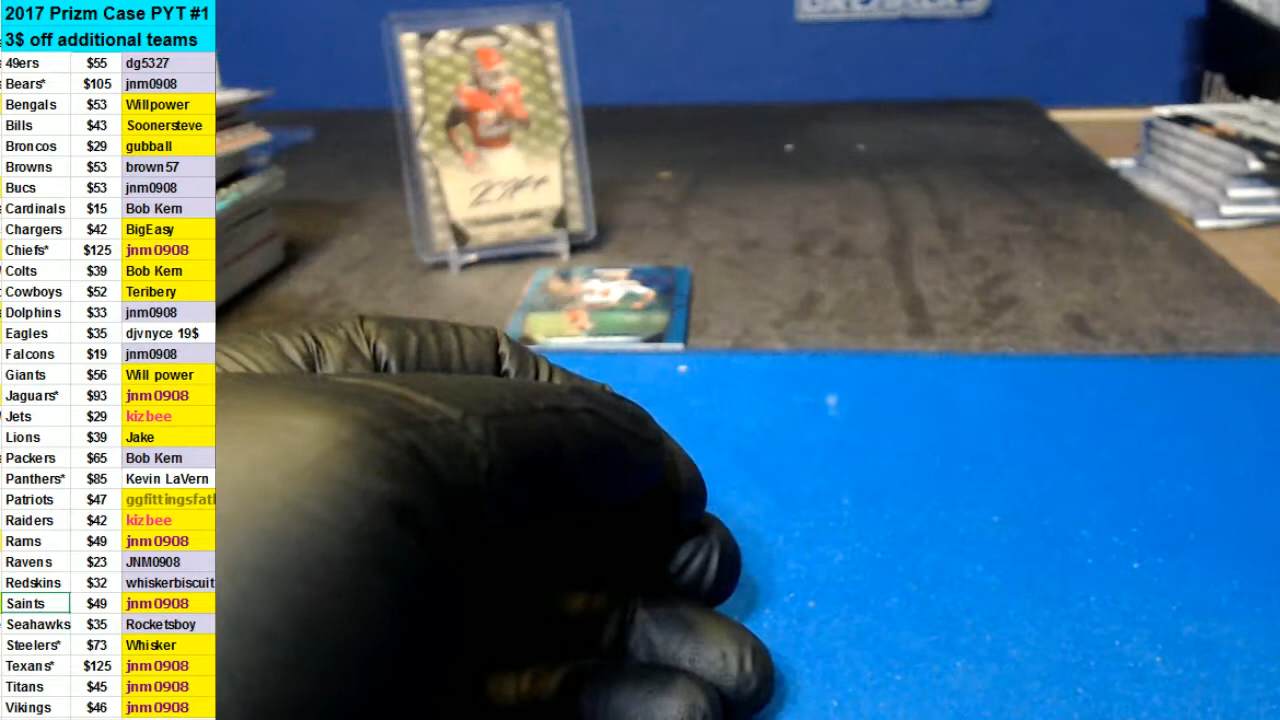 2017 Prizm Case PYT #1
3$ off additional teams
49ers $55 dg5327
Bears* $105 jnm0908
Bengals $53 Willpower
Bills $43 Soonersteve
Broncos $29 gubball
Browns $53 brown57
Bucs $53 jnm0908
Cardinals $15 Bob Kern
Chargers $42 BigEasy
Chiefs* $125 jnm0908
Colts $39 Bob Kern
Cowboys $52 Teribery
Dolphins $33 jnm0908
Eagles $35 djvnyce 19$
Falcons $19 jnm0908
Giants $56 Will power
Jaguars* $93 jnm0908
Jets $29 kizbee
Lions $39 Jake
Packers $65 Bob Kern
Panthers* $85 Kevin LaVern
Patriots $47 ggfittingsfatl
Raiders $42 kizbee
Rams $49 jnm0908
Ravens $23 JNM0908
Redskins $32 whiskerbiscuit
Saints $49 jnm0908
Seahawks $35 Rocketsboy
Steelers* $73 Whisker
Texans* $125 jnm0908
Titans $45 jnm0908
Vikings $46 jnm0908